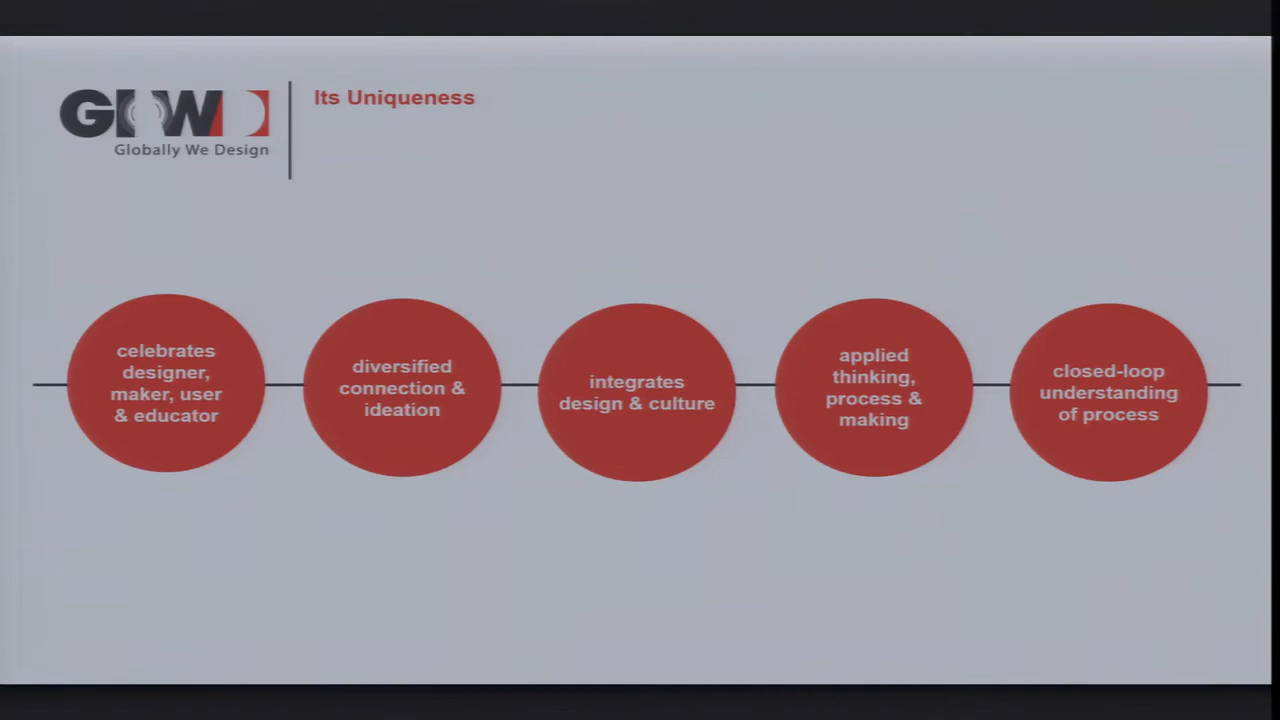 Its Uniqueness
Globally We Design
celebrates
designer,
maker, user
& educator
diversified
connection &
ideation
integrates
design & culture
applied
thinking,
process &
making
closed-loop
understanding
of process